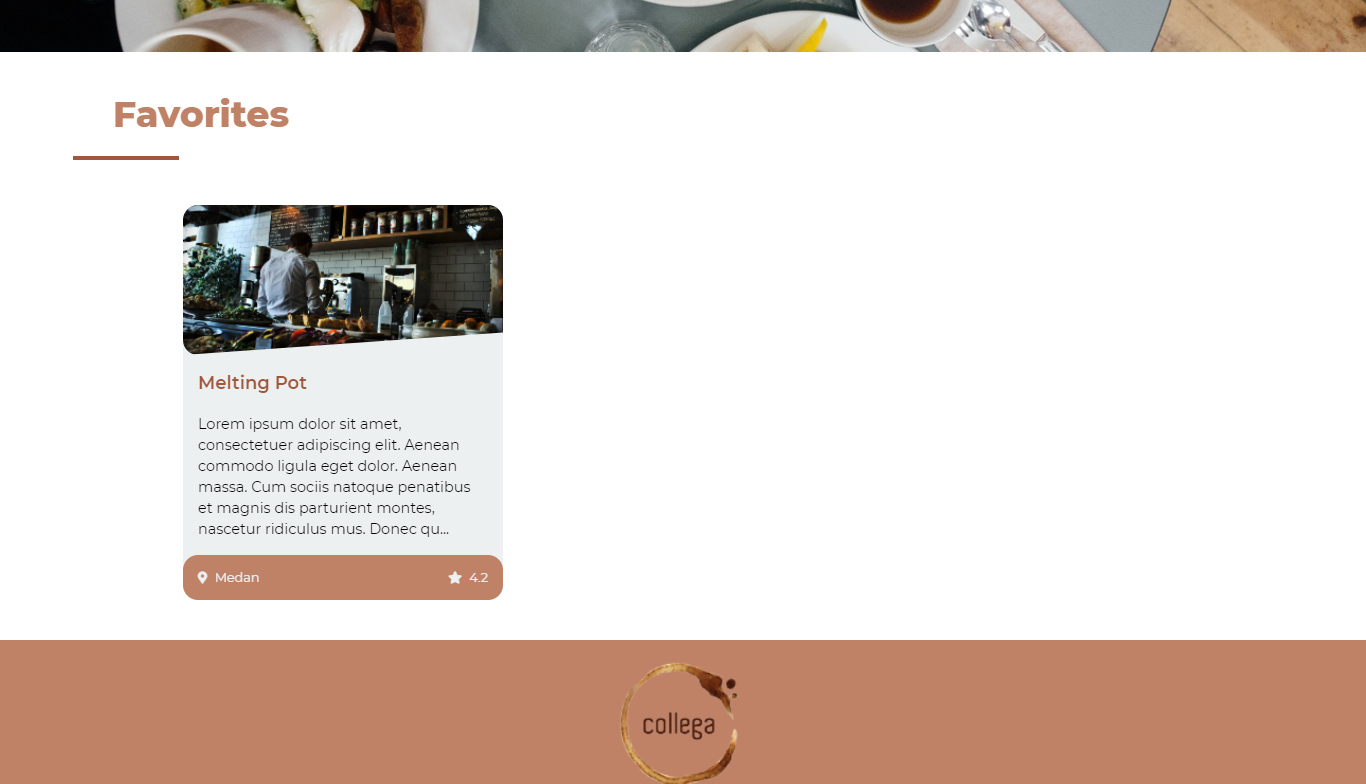 Favorites
Melting Pot
Lorem ipsum dolor sit amet,
consectetuer adipiscing elit. Aenean
commodo ligula eget dolor. Aenean
massa. Cum sociis natoque penatibus
et magnis dis parturient montes,
nascetur ridiculus mus. Donec qu...
Medan
4.2
collega